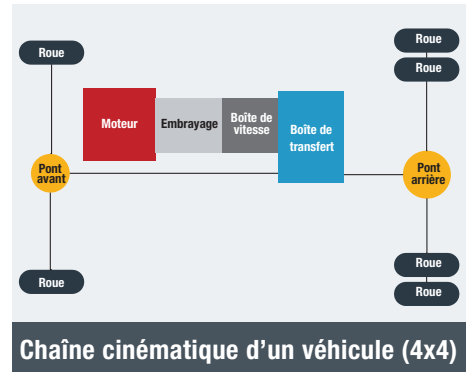 Roue
Roue
Roue
Moteur
Embrayage
Boîte de
vitesse
Boîte de
transfert
Pont
avant
Pont
arrière
Roue
Roue
Roue
Chaîne cinématique d'un véhicule (4x4)